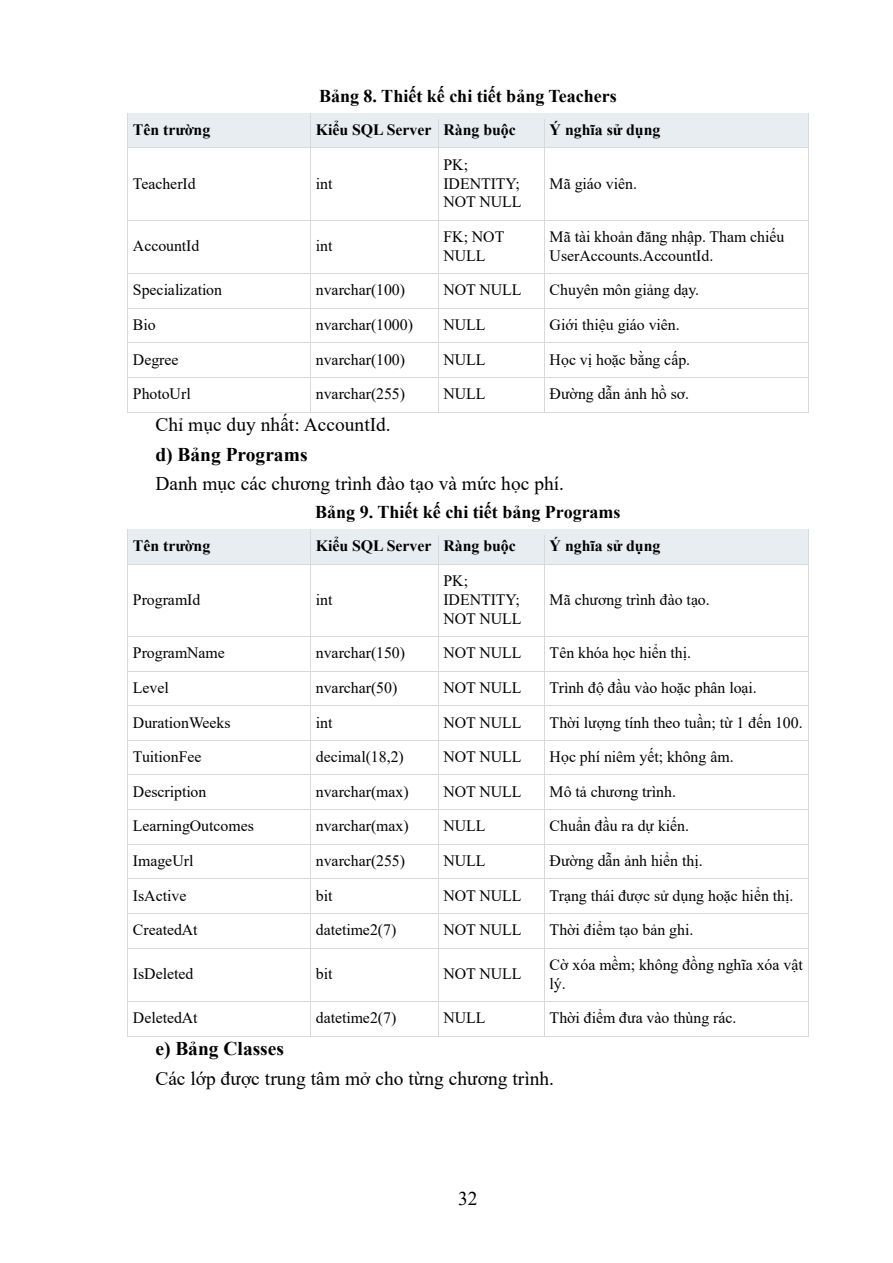 Bảng 8. Thiết kế chi tiết bảng Teachers
Tên trường Kiểu SQL Server Ràng buộc Ý nghĩa sử dụng
TeacherId int PK; IDENTITY; NOT NULL Mã giáo viên.
AccountId int FK; NOT NULL Mã tài khoản đăng nhập. Tham chiếu UserAccounts.AccountId.
Specialization nvarchar(100) NOT NULL Chuyên môn giảng dạy.
Bio nvarchar(1000) NULL Giới thiệu giáo viên.
Degree nvarchar(100) NULL Học vị hoặc bằng cấp.
PhotoUrl nvarchar(255) NULL Đường dẫn ảnh hồ sơ.
Chỉ mục duy nhất: AccountId.
d) Bảng Programs
Danh mục các chương trình đào tạo và mức học phí.
Bảng 9. Thiết kế chi tiết bảng Programs
Tên trường Kiểu SQL Server Ràng buộc Ý nghĩa sử dụng
ProgramId int PK; IDENTITY; NOT NULL Mã chương trình đào tạo.
ProgramName nvarchar(150) NOT NULL Tên khóa học hiển thị.
Level nvarchar(50) NOT NULL Trình độ đầu vào hoặc phân loại.
DurationWeeks int NOT NULL Thời lượng tính theo tuần; từ 1 đến 100.
TuitionFee decimal(18,2) NOT NULL Học phí niêm yết; không âm.
Description nvarchar(max) NOT NULL Mô tả chương trình.
LearningOutcomes nvarchar(max) NULL Chuẩn đầu ra dự kiến.
ImageUrl nvarchar(255) NULL Đường dẫn ảnh hiển thị.
IsActive bit NOT NULL Trạng thái được sử dụng hoặc hiển thị.
CreatedAt datetime2(7) NOT NULL Thời điểm tạo bản ghi.
IsDeleted bit NOT NULL Cờ xóa mềm; không đồng nghĩa xóa vật lý.
DeletedAt datetime2(7) NULL Thời điểm đưa vào thùng rác.
e) Bảng Classes
Các lớp được trung tâm mở cho từng chương trình.
32